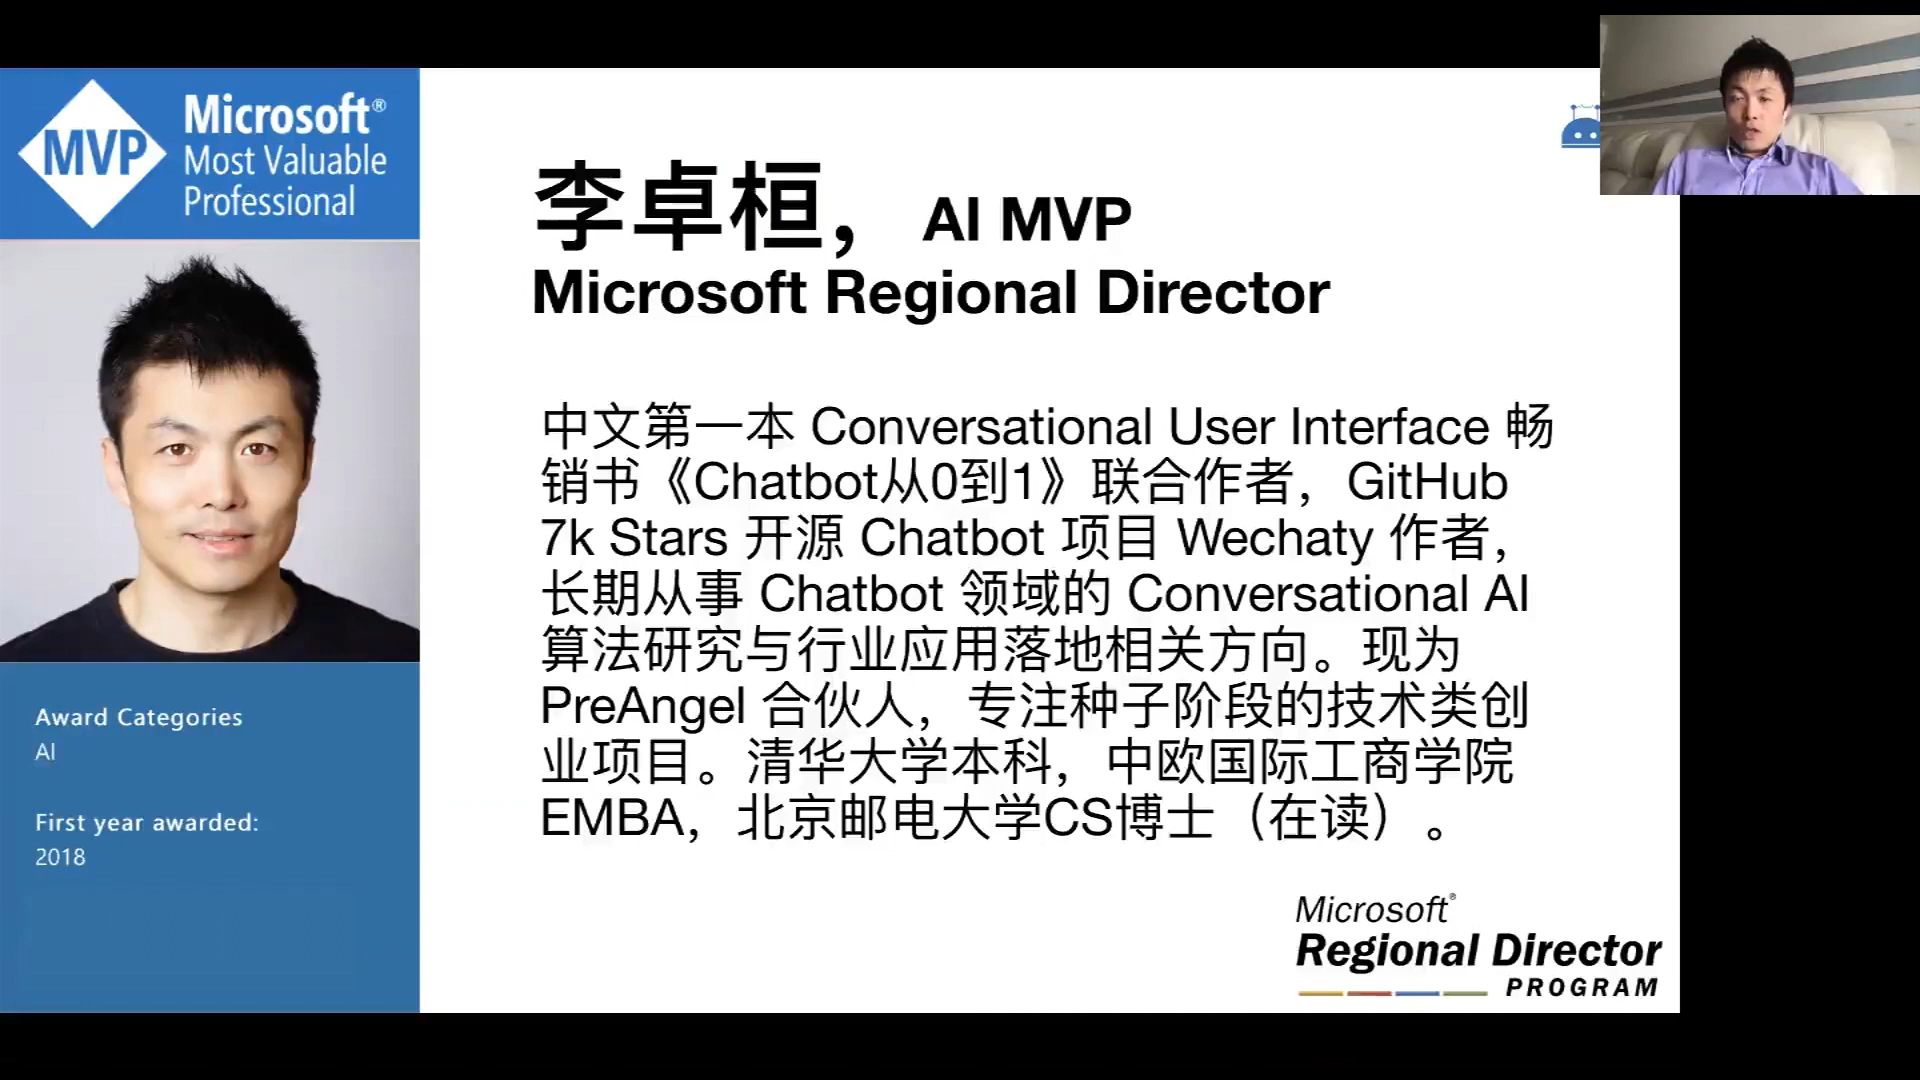 MVP
Microsoft®
Most Valuable
Professional
李卓桓，AI MVP
Microsoft Regional Director
中文第一本 Conversational User Interface 畅
销书《Chatbot从0到1》联合作者，GitHub
7k Stars 开源 Chatbot 项目 Wechaty 作者，
长期从事 Chatbot 领域的 Conversational AI
算法研究与行业应用落地相关方向。现为
PreAngel 合伙人，专注种子阶段的技术类创
业项目。清华大学本科，中欧国际工商学院
EMBA，北京邮电大学CS博士（在读）。
Award Categories
AI
First year awarded:
2018
Microsoft®
Regional Director
PROGRAM